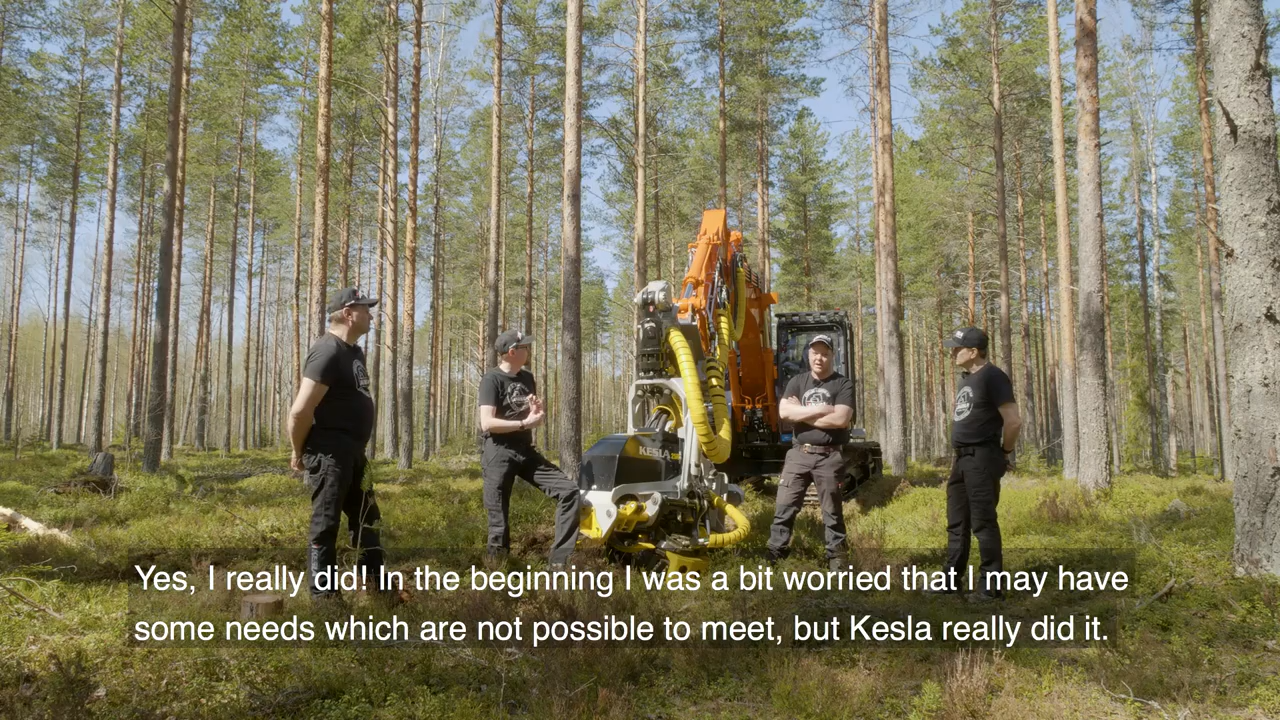 KESLA
Yes, I really did! In the beginning I was a bit worried that I may have
some needs which are not possible to meet, but Kesla really did it.